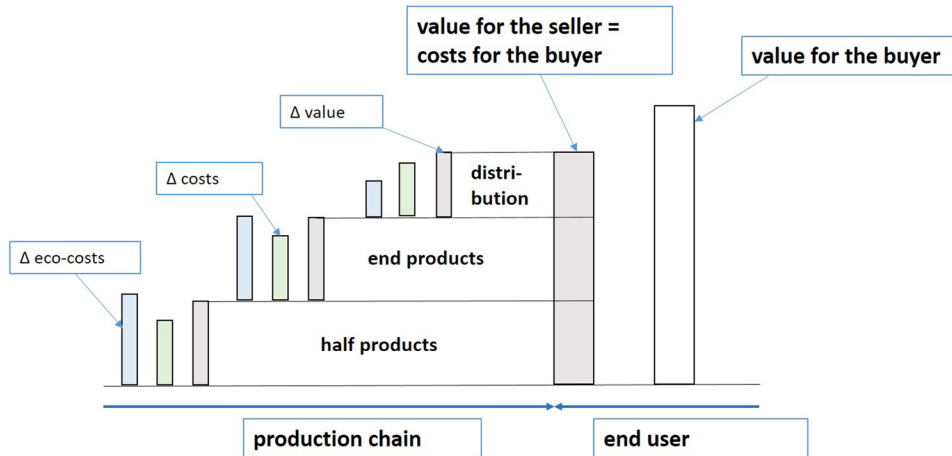 value for the seller =
costs for the buyer
value for the buyer
Δ value
distri-
bution
Δ costs
Δ eco-costs
end products
half products
production chain
end user